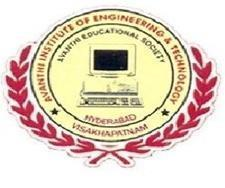 AVANTHI INSTITUTE OF ENGINEERING & TECHNOLOGY
AVANTHI EDUCATIONAL SOCIETY
HYDERABAD
VISAKHAPATNAM